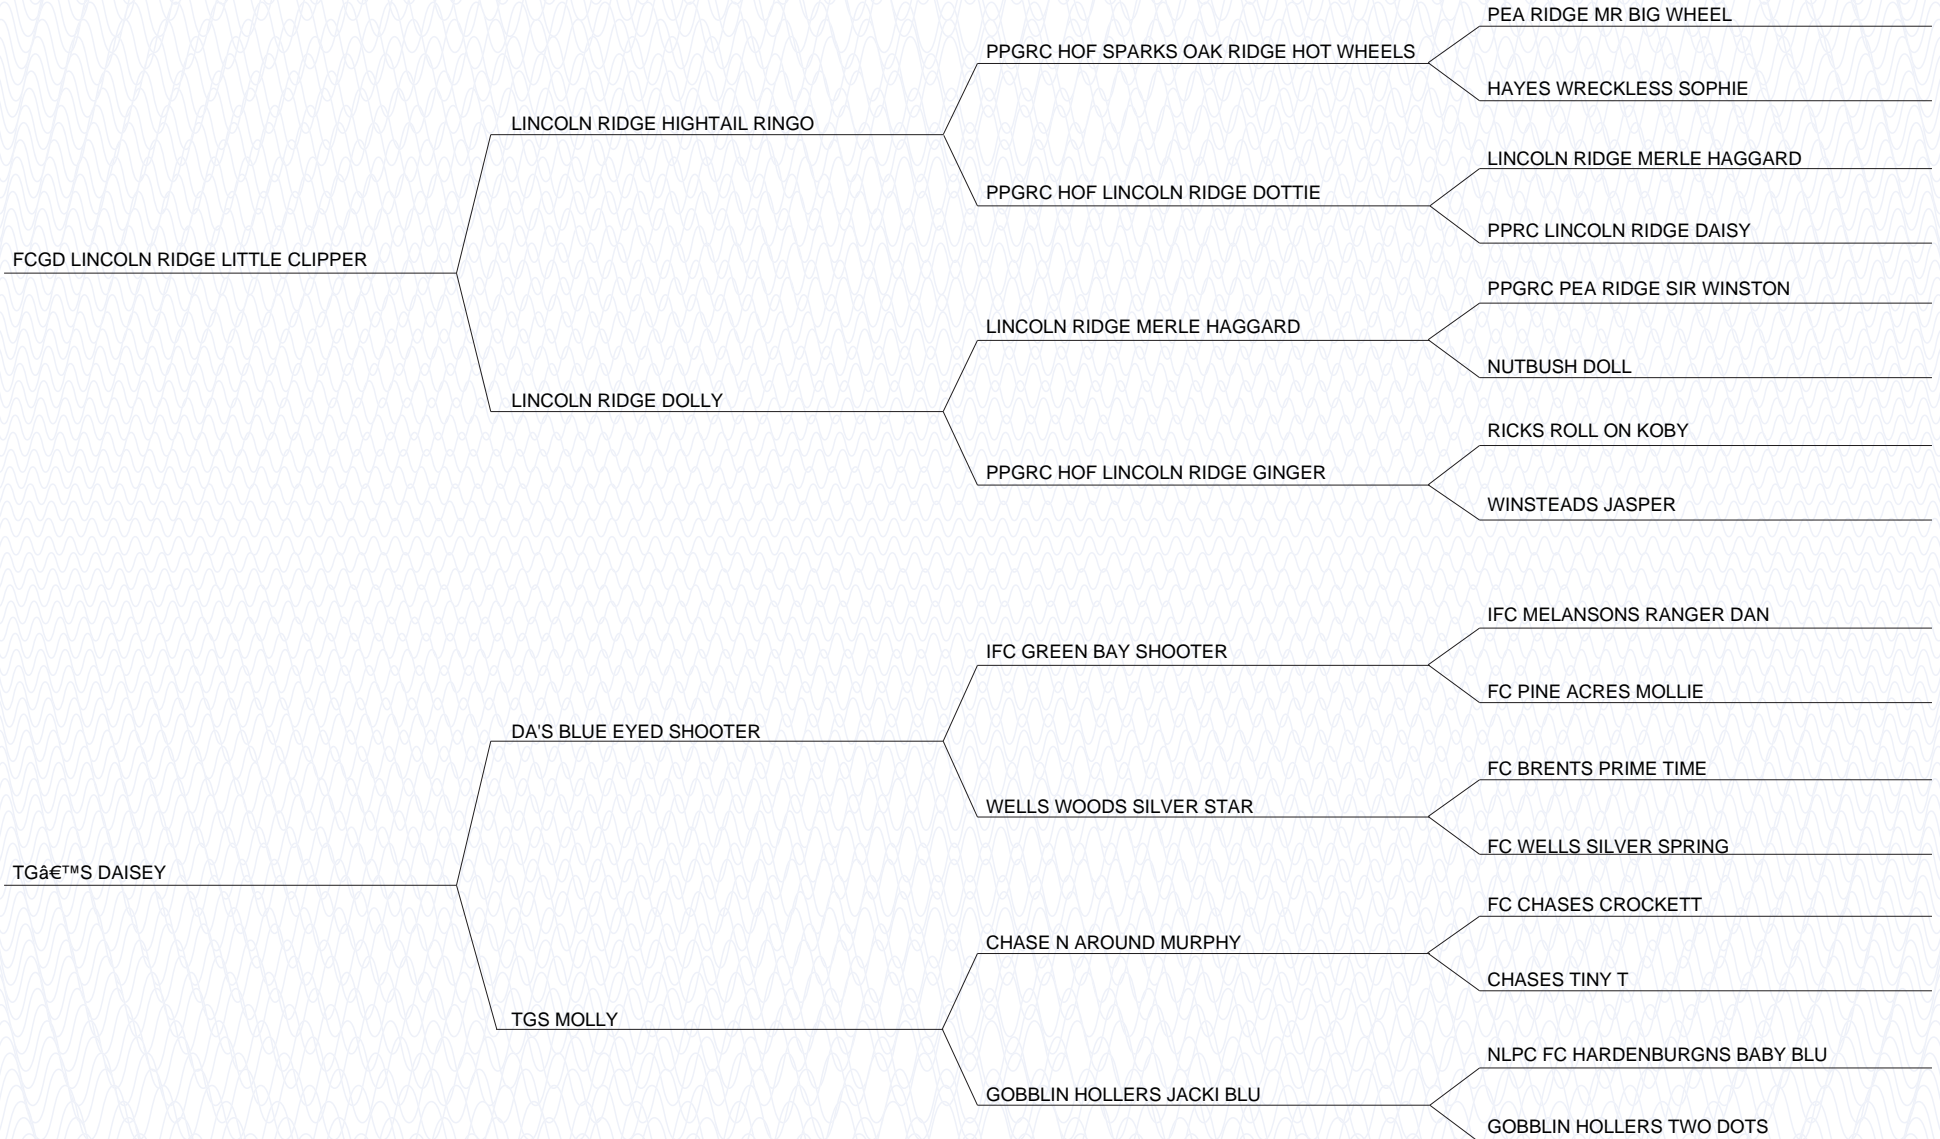 PEA RIDGE MR BIG WHEEL
PPGRC HOF SPARKS OAK RIDGE HOT WHEELS
HAYES WRECKLESS SOPHIE
LINCOLN RIDGE HIGHTAIL RINGO
LINCOLN RIDGE MERLE HAGGARD
PPGRC HOF LINCOLN RIDGE DOTTIE
PPRC LINCOLN RIDGE DAISY
FCGD LINCOLN RIDGE LITTLE CLIPPER
PPGRC PEA RIDGE SIR WINSTON
LINCOLN RIDGE MERLE HAGGARD
NUTBUSH DOLL
LINCOLN RIDGE DOLLY
RICKS ROLL ON KOBY
PPGRC HOF LINCOLN RIDGE GINGER
WINSTEADS JASPER
IFC MELANSONS RANGER DAN
IFC GREEN BAY SHOOTER
FC PINE ACRES MOLLIE
DA'S BLUE EYED SHOOTER
FC BRENTS PRIME TIME
WELLS WOODS SILVER STAR
FC WELLS SILVER SPRING
TGâ€™S DAISEY
FC CHASES CROCKETT
CHASE N AROUND MURPHY
CHASES TINY T
TGS MOLLY
NLPC FC HARDENBURGNS BABY BLU
GOBBLIN HOLLERS JACKI BLU
GOBBLIN HOLLERS TWO DOTS